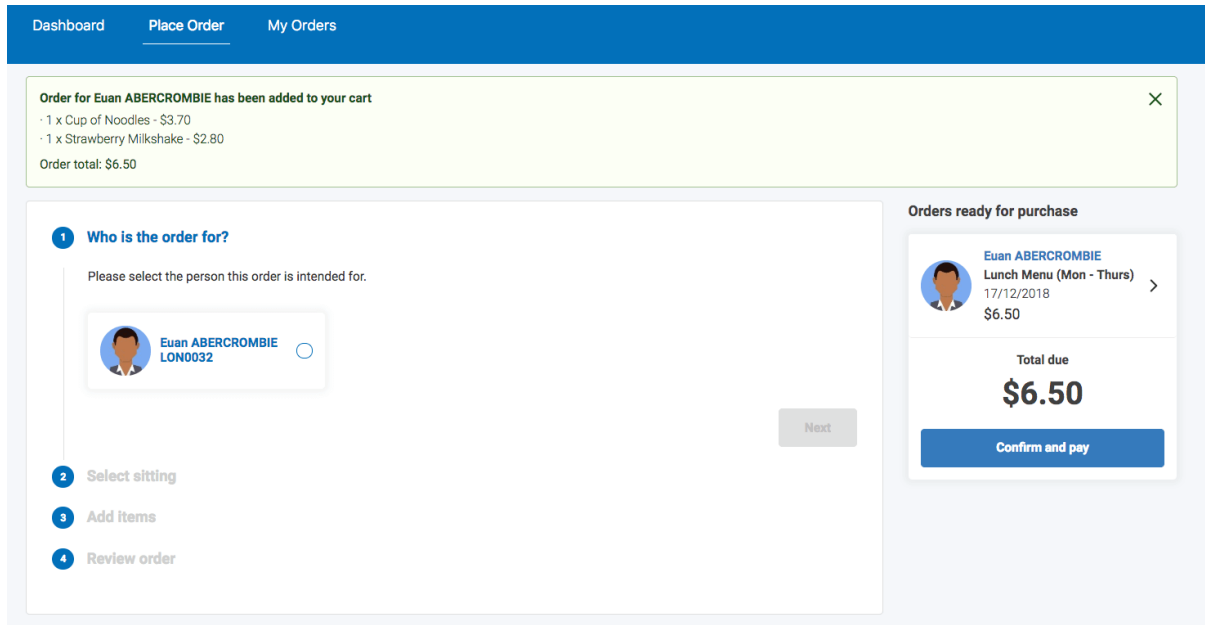 Dashboard
Place Order
My Orders
Order for Euan ABERCROMBIE has been added to your cart
· 1 x Cup of Noodles - $3.70
· 1 x Strawberry Milkshake - $2.80
Order total: $6.50
1 Who is the order for?
Please select the person this order is intended for.
Euan ABERCROMBIE
LON0032
Next
2 Select sitting
3 Add items
4 Review order
Orders ready for purchase
Euan ABERCROMBIE
Lunch Menu (Mon - Thurs)
17/12/2018
$6.50
Total due
$6.50
Confirm and pay